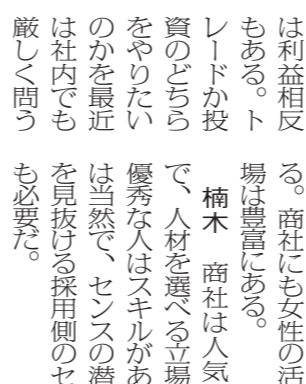 は利益相反
もある。ト
レードか投
資のどちら
をやりたい
のかを最近
は社内でも
厳しく問う
る。商社にも女性の活
場は豊富にある。
楠木　商社は人気
で、人材を選べる立場
優秀な人はスキルがあ
は当然で、センスの潜
を見抜ける採用側のセ
も必要だ。